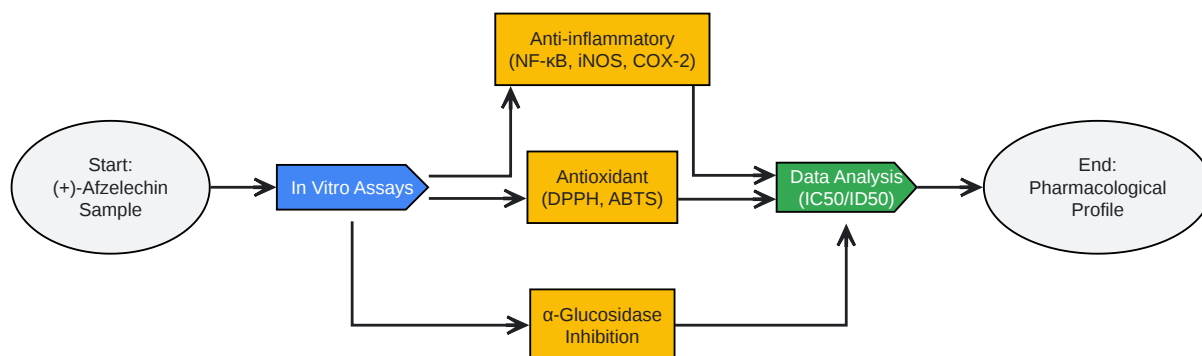 Start:
(+)-Afzelechin
Sample
In Vitro Assays
Anti-inflammatory
(NF-κB, iNOS, COX-2)
Antioxidant
(DPPH, ABTS)
α-Glucosidase
Inhibition
Data Analysis
(IC50/ID50)
End:
Pharmacological
Profile